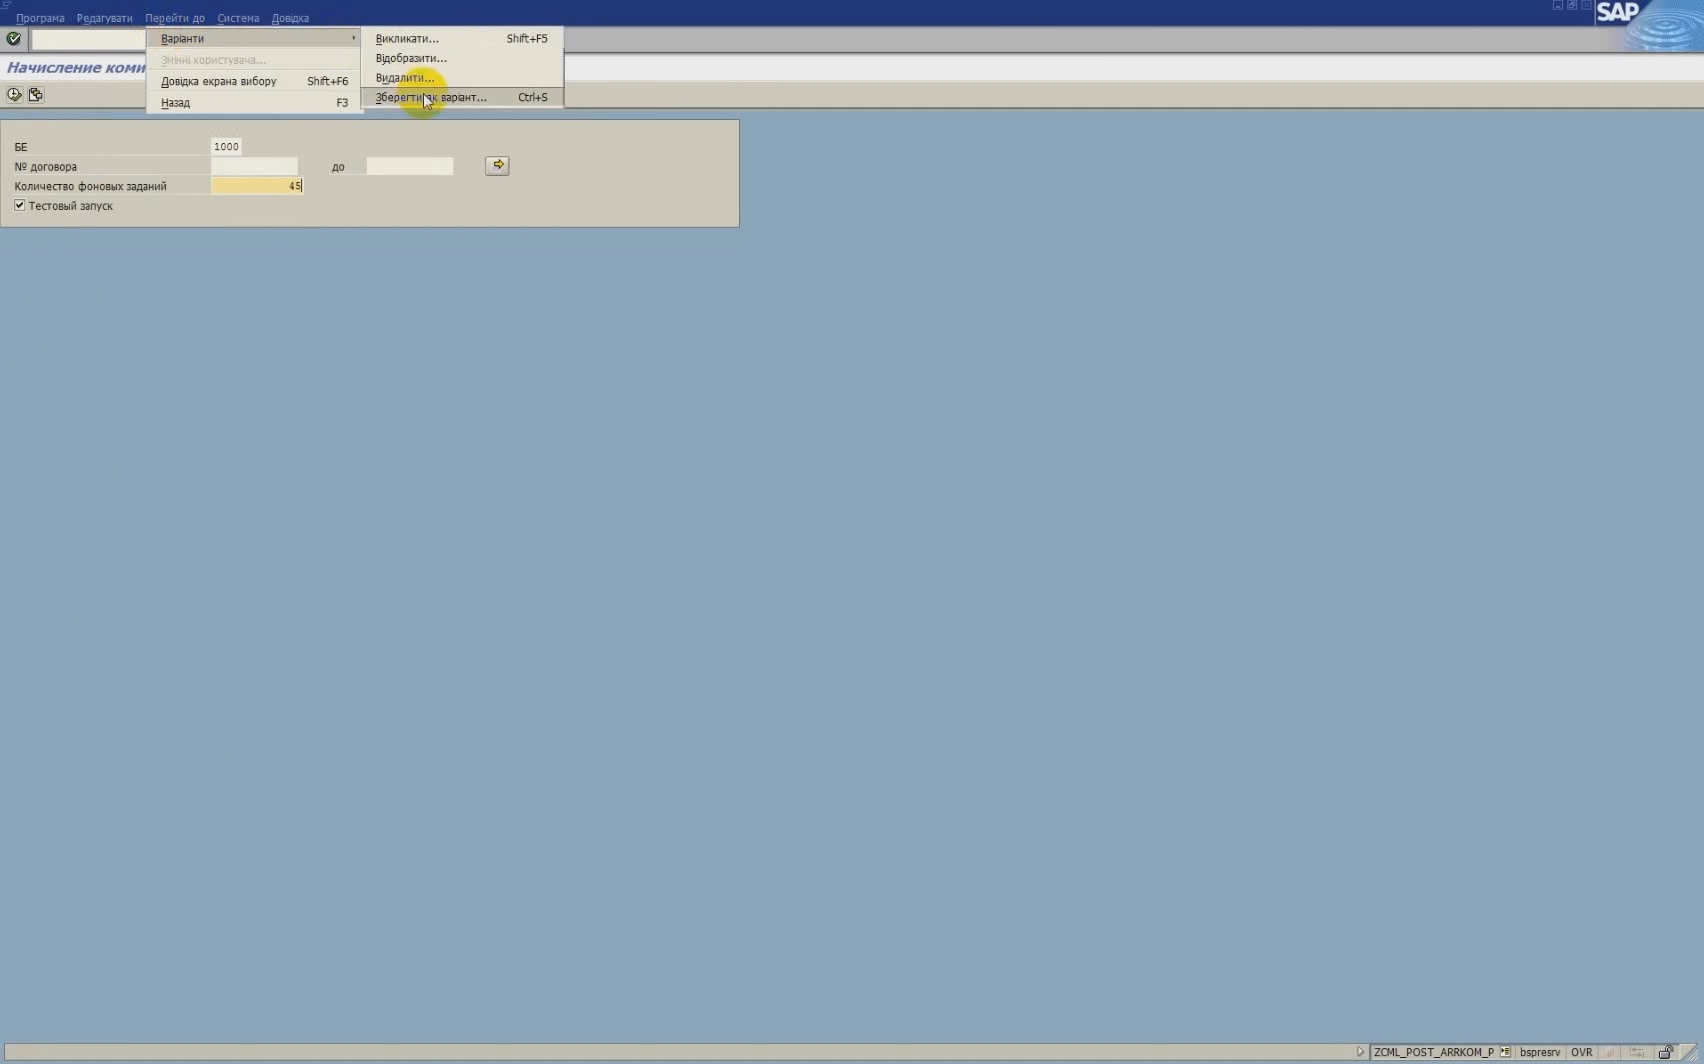 Програма Редагувати Перейти до Система Довідка
SAP
Варіанти
Змінні користувача...
Довідка екрана вибору Shift+F6
Назад F3
Викликати... Shift+F5
Відобразити...
Видалити...
Зберегти як варіант... Ctrl+S
Начисление коми
БЕ 1000
№ договора до
Количество фоновых заданий 45
Тестовый запуск
ZCML_POST_ARRKOM_P bspresrv OVR